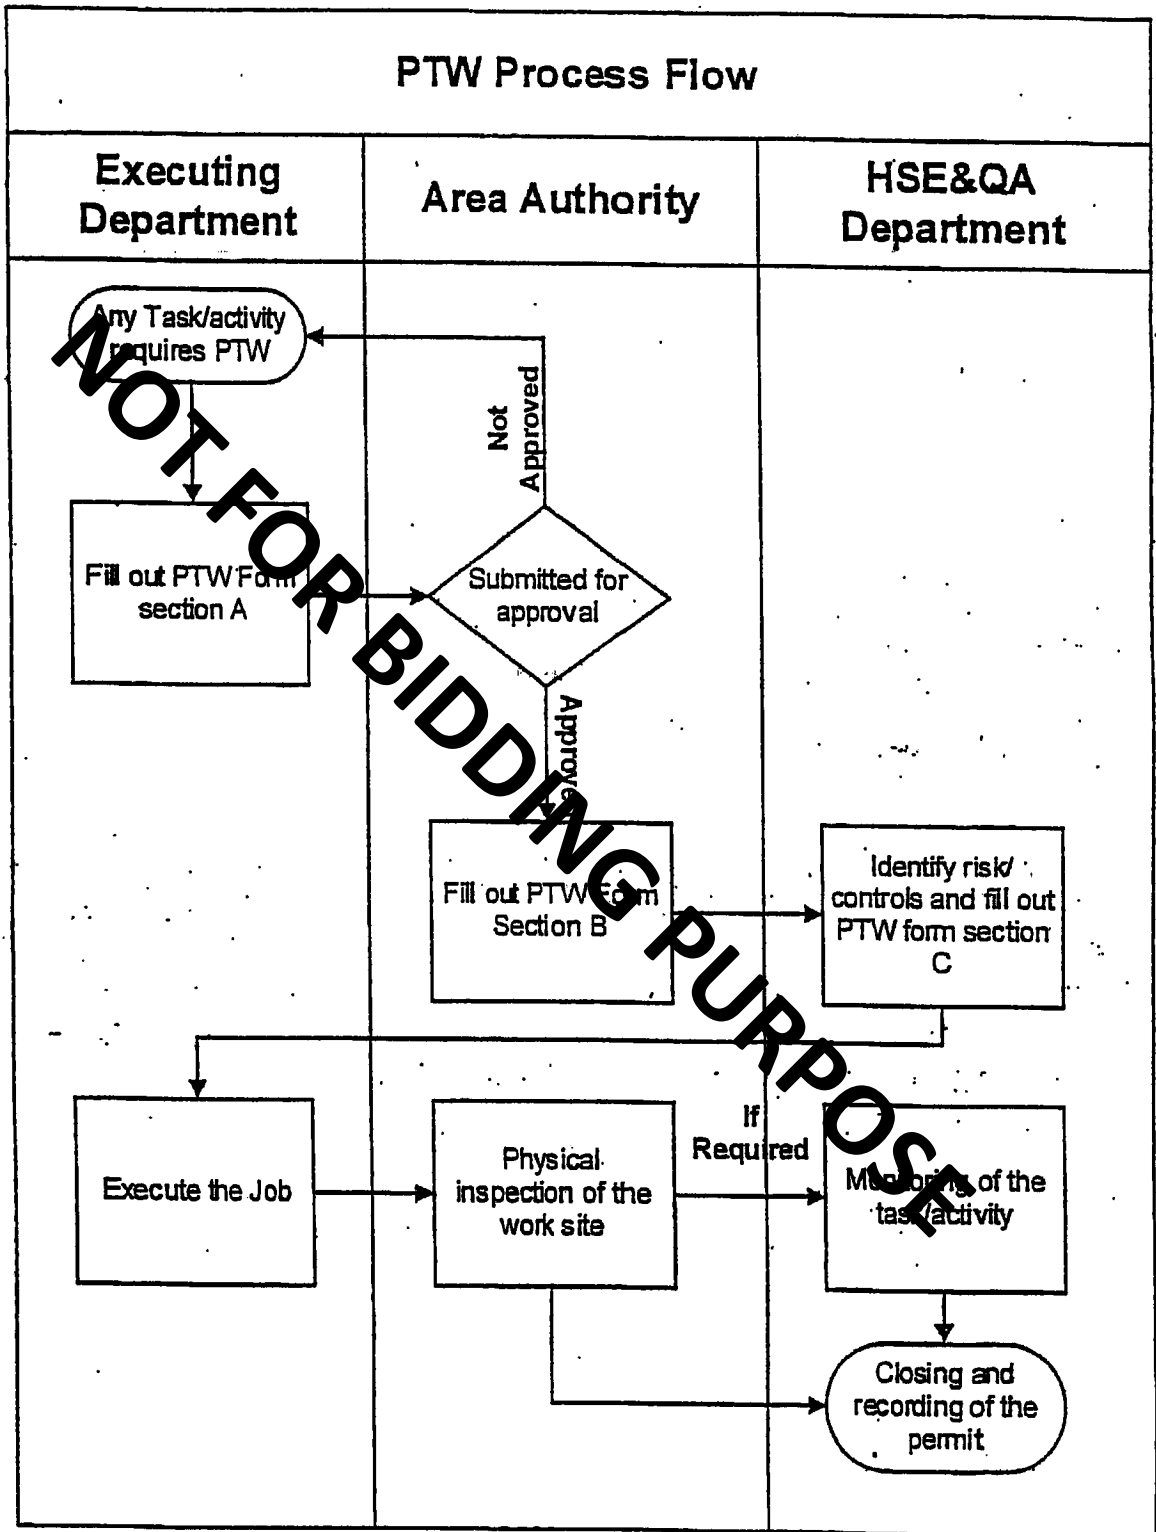 PTW Process Flow
Executing
Department
Area Authority
HSE&QA
Department
Any Task/activity
requires PTW
Not
Approved
Fill out PTW Form
section A
Submitted for
approval
Approved
Fill out PTW Form
Section B
Identify risk/
controls and fill out
PTW form section
C
Execute the Job
Physical
inspection of the
work site
If
Required
Monitoring of the
task/activity
Closing and
recording of the
permit
NOT FOR BIDDING PURPOSE